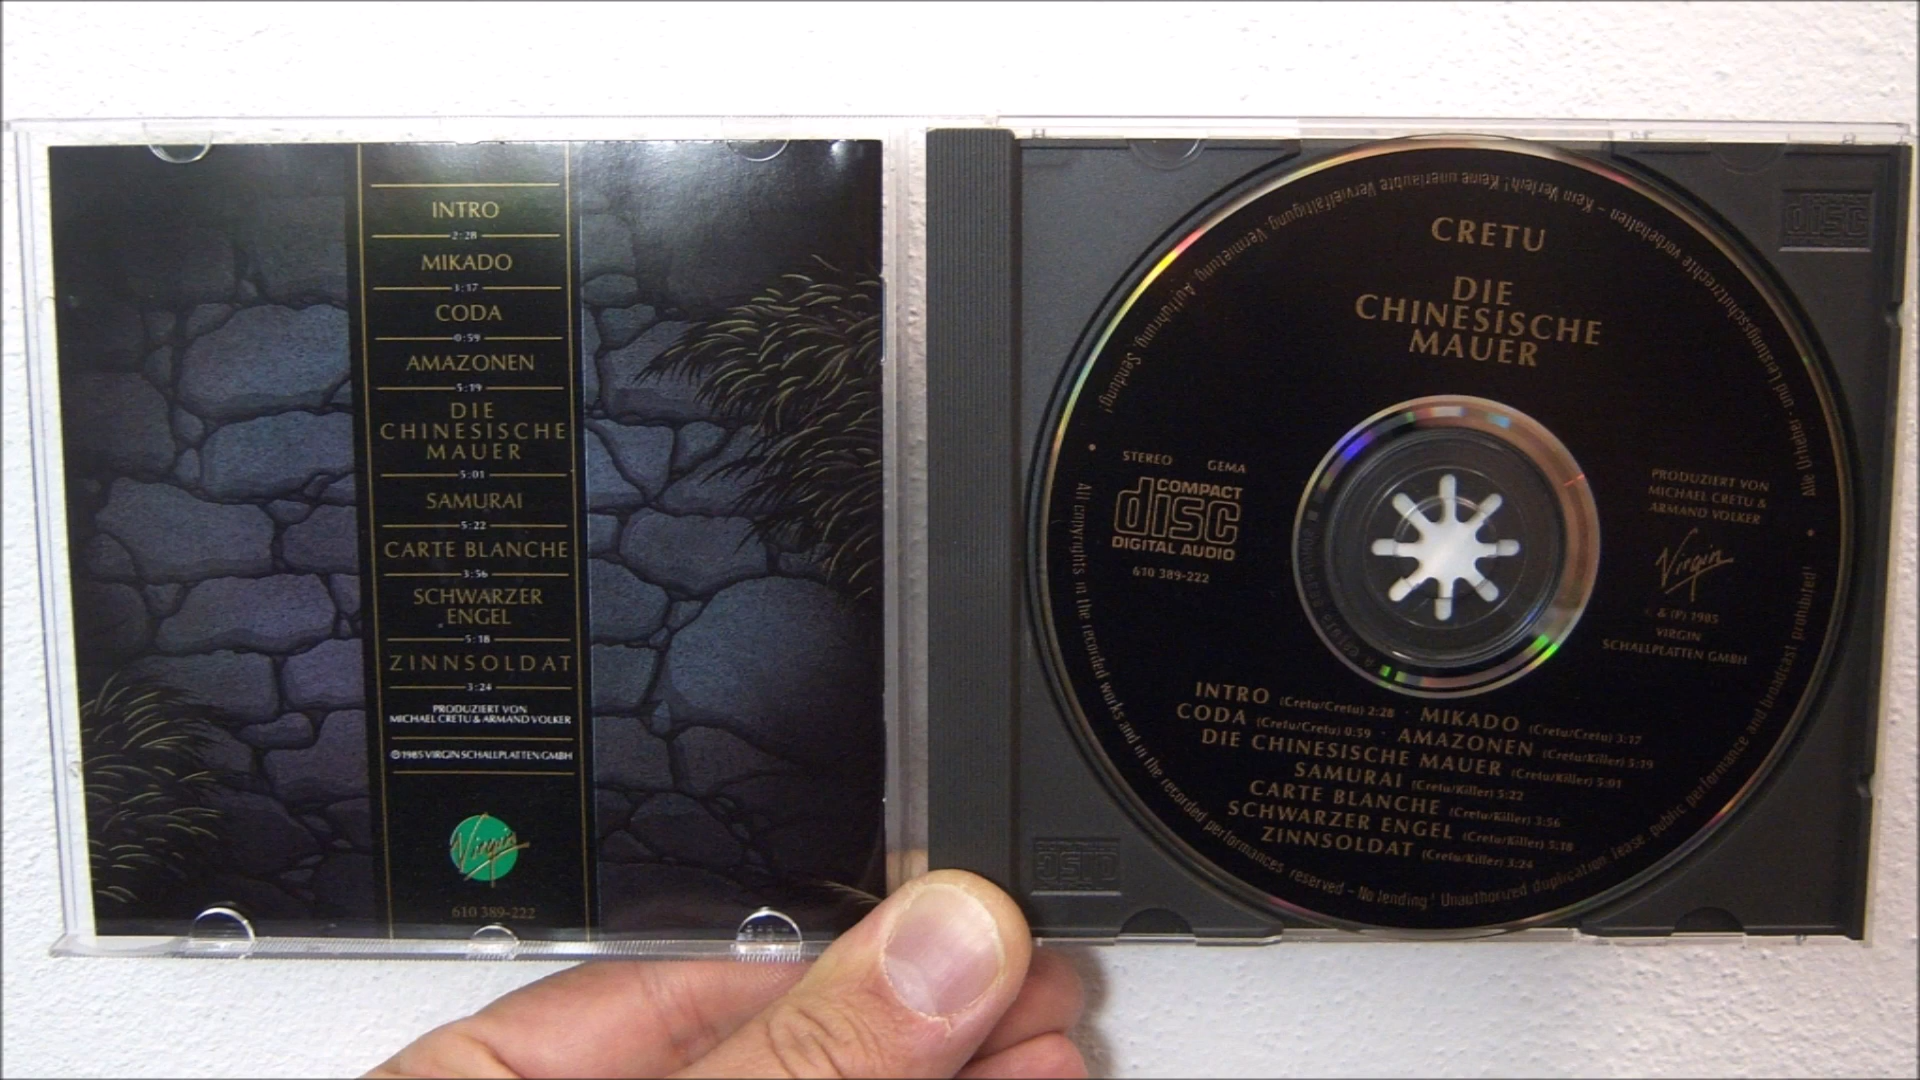 INTRO
2:28
MIKADO
3:17
CODA
0:59
AMAZONEN
5:19
DIE
CHINESISCHE
MAUER
5:01
SAMURAI
5:22
CARTE BLANCHE
3:56
SCHWARZER
ENGEL
5:18
ZINNSOLDAT
3:24
PRODUZIERT VON
MICHAEL CRETU & ARMAND VOLKER
℗ 1985 VIRGIN SCHALLPLATTEN GMBH
Virgin
610 389-222
disc
disc
CRETU
DIE
CHINESISCHE
MAUER
STEREO GEMA
COMPACT
disc
DIGITAL AUDIO
610 389-222
PRODUZIERT VON
MICHAEL CRETU &
ARMAND VOLKER
Virgin
& (P) 1985
VIRGIN
SCHALLPLATTEN GMBH
INTRO (Cretu/Cretu) 2:28 · MIKADO (Cretu/Cretu) 3:17
CODA (Cretu/Cretu) 0:59 · AMAZONEN (Cretu/Killer) 5:19
DIE CHINESISCHE MAUER (Cretu/Killer) 5:01
SAMURAI (Cretu/Killer) 5:22
CARTE BLANCHE (Cretu/Killer) 3:56
SCHWARZER ENGEL (Cretu/Killer) 5:18
ZINNSOLDAT (Cretu/Killer) 3:24
Alle Urheber- und Leistungsschutzrechte vorbehalten – Kein Verleih! Keine unerlaubte Vervielfältigung, Vermietung, Aufführung, Sendung!
All copyrights in the recorded works and in the recorded performances reserved – No lending! Unauthorized duplication, lease, public performance and broadcast prohibited!